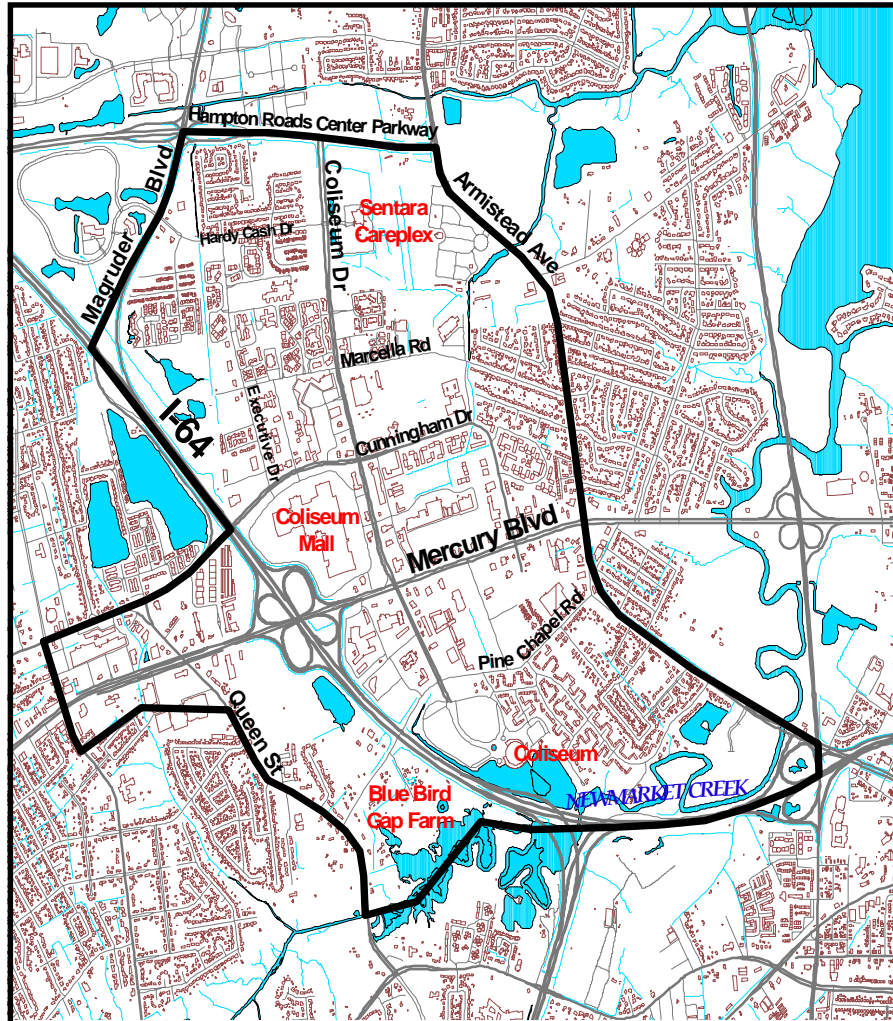 Hampton Roads Center Parkway
Magruder Blvd
Coliseum Dr
Armistead Ave
Sentara
Careplex
Hardy Cash Dr
Marcella Rd
Executive Dr
I-64
Cunningham Dr
Coliseum
Mall
Mercury Blvd
Pine Chapel Rd
Queen St
Coliseum
Blue Bird
Gap Farm
NEWMARKET CREEK